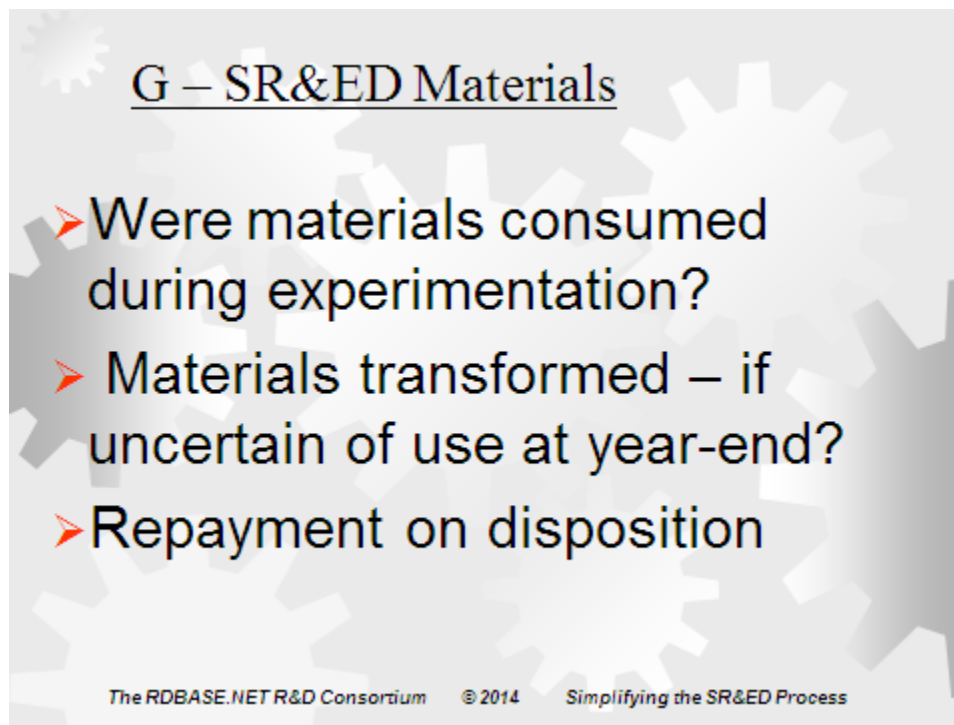 G – SR&ED Materials
➢Were materials consumed
during experimentation?
➢ Materials transformed – if
uncertain of use at year-end?
➢Repayment on disposition
The RDBASE.NET R&D Consortium © 2014 Simplifying the SR&ED Process